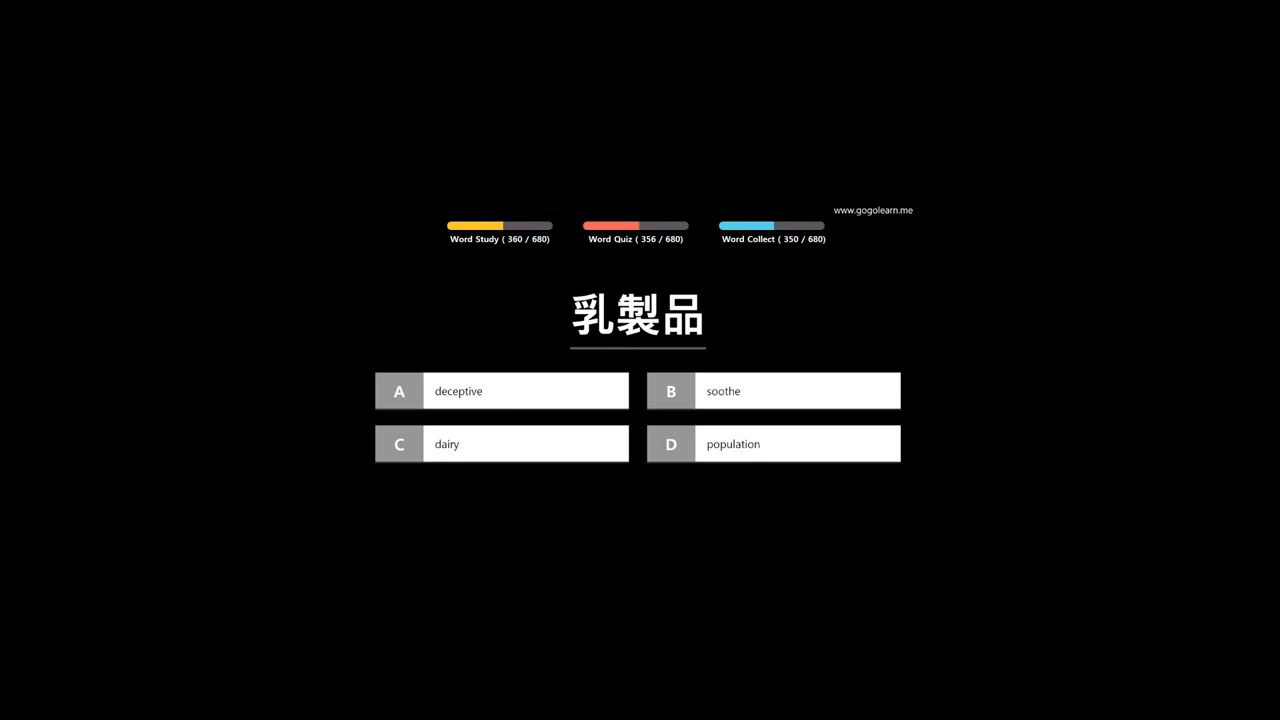 www.gogolearn.me
Word Study ( 360 / 680)
Word Quiz ( 356 / 680)
Word Collect ( 350 / 680)
乳製品
A deceptive
B soothe
C dairy
D population